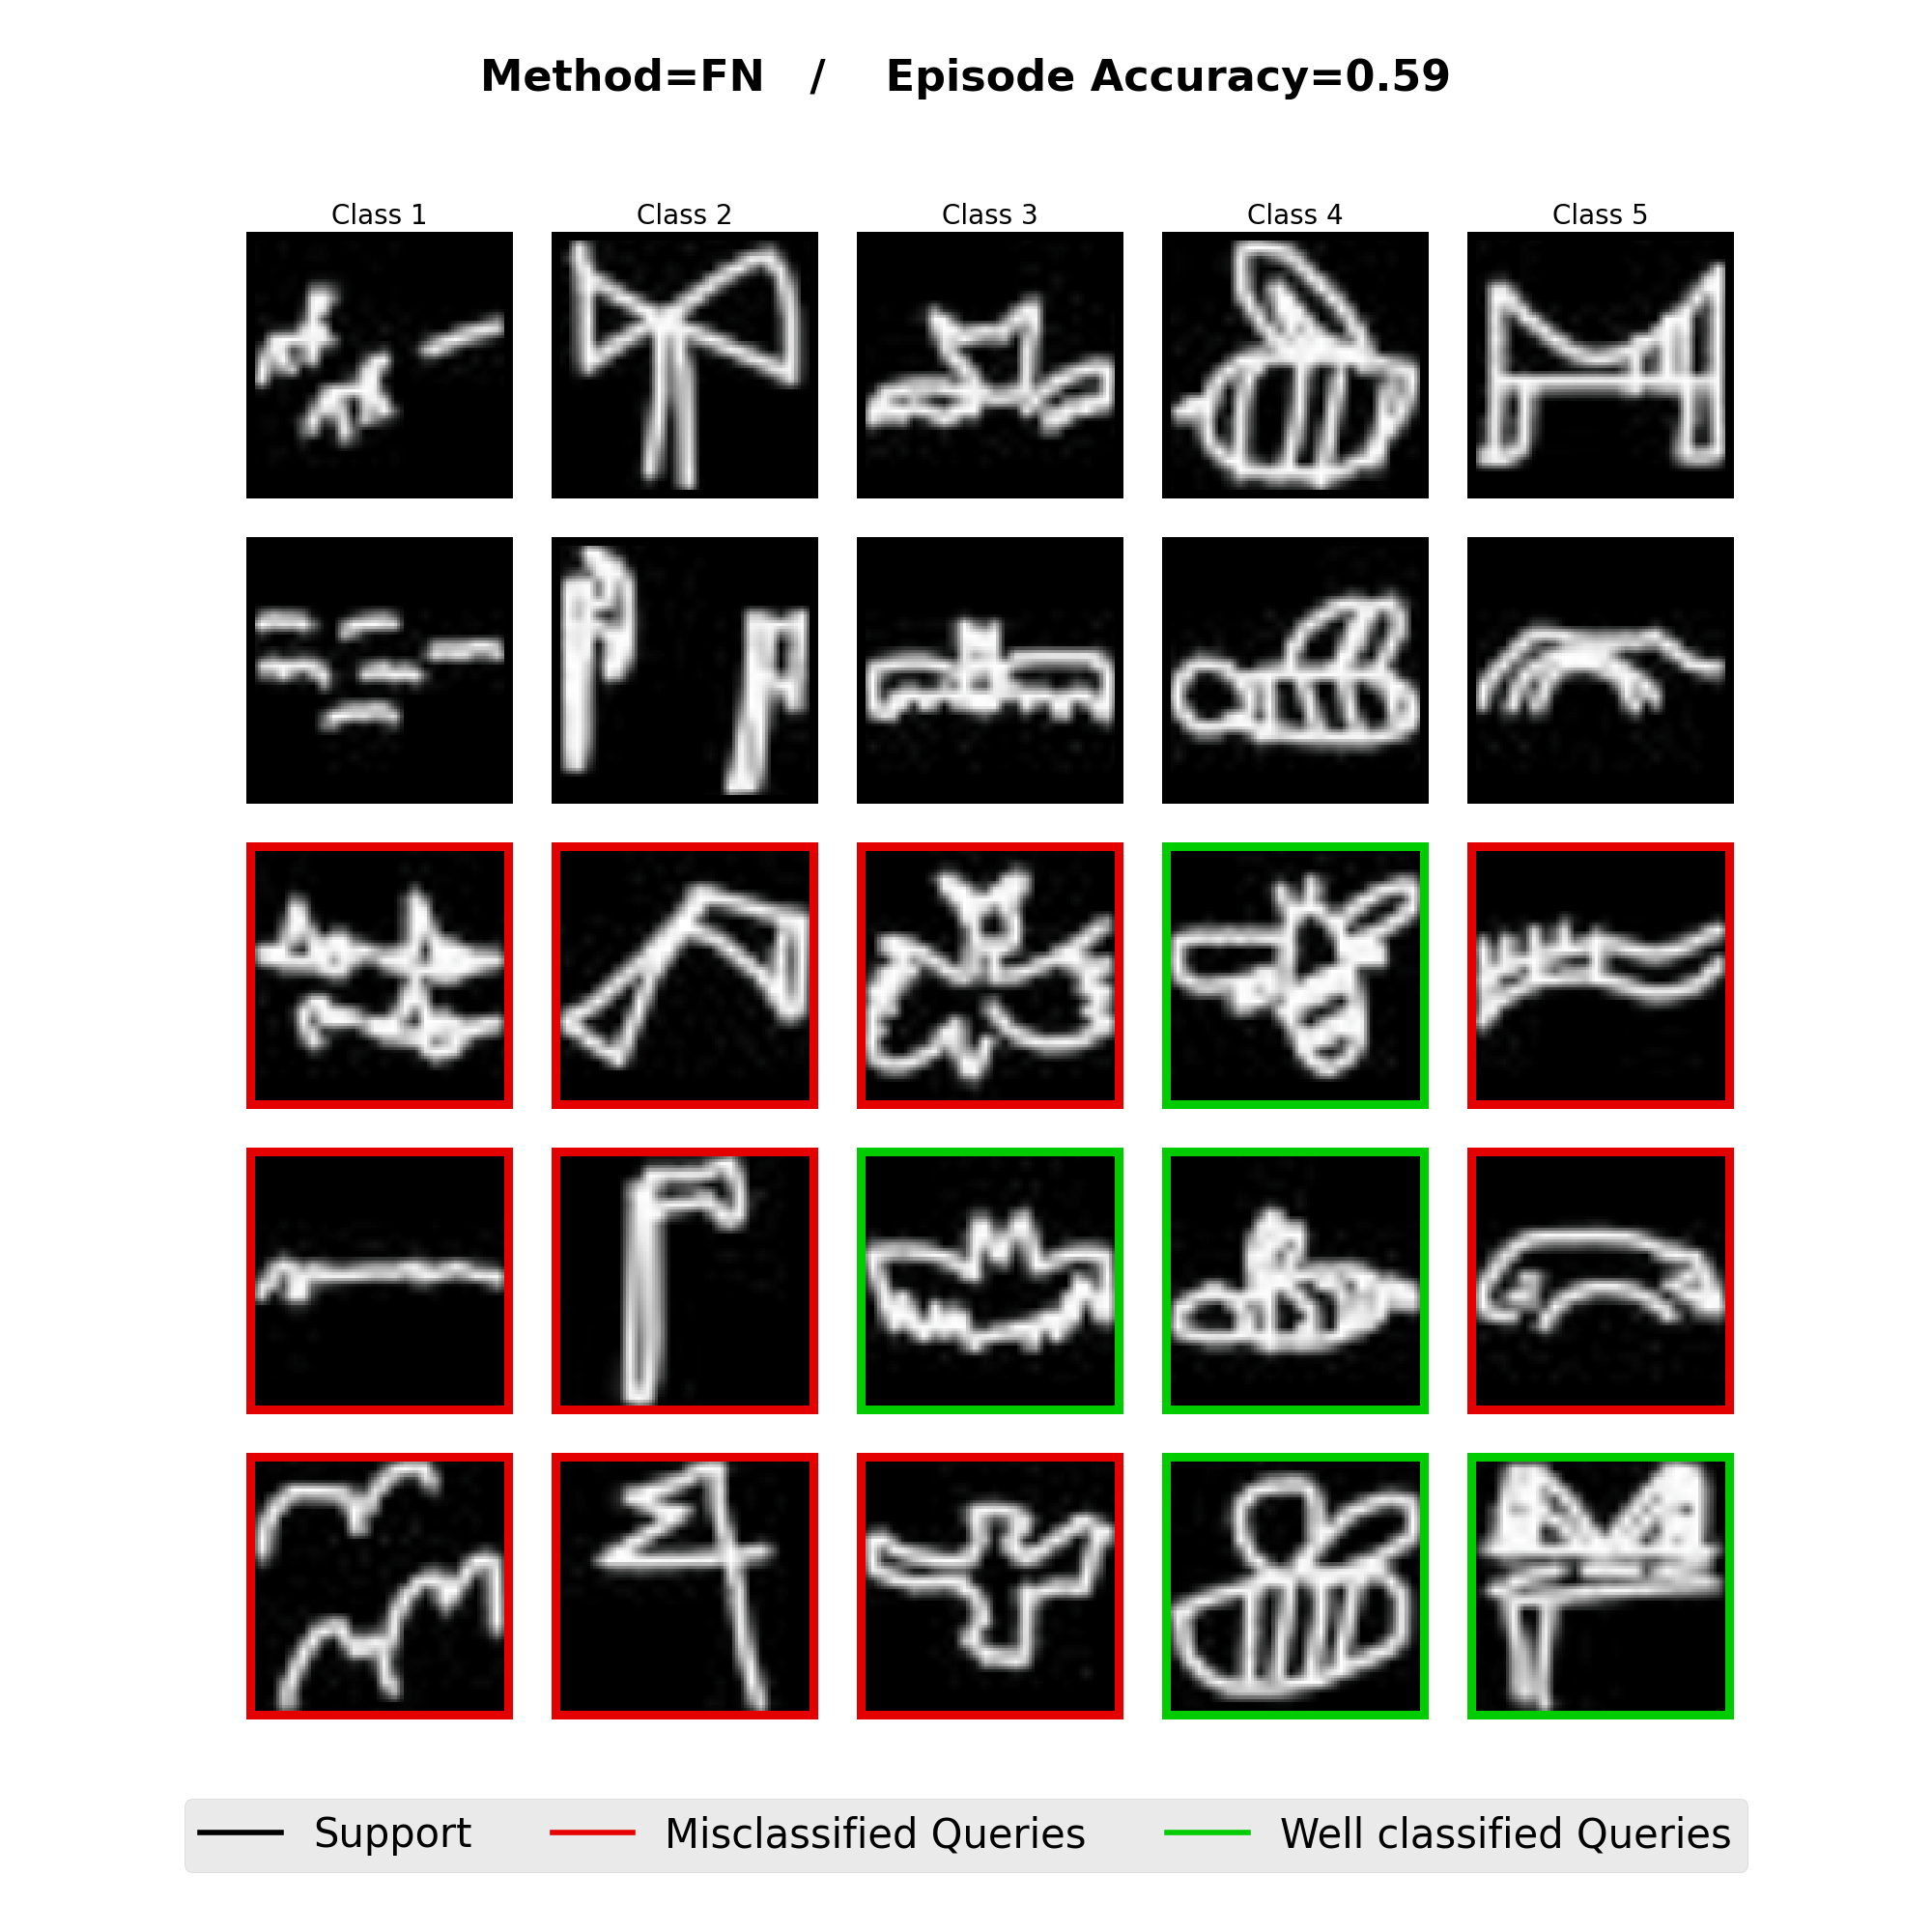 Method=FN / Episode Accuracy=0.59
Class 1 Class 2 Class 3 Class 4 Class 5
Support Misclassified Queries Well classified Queries